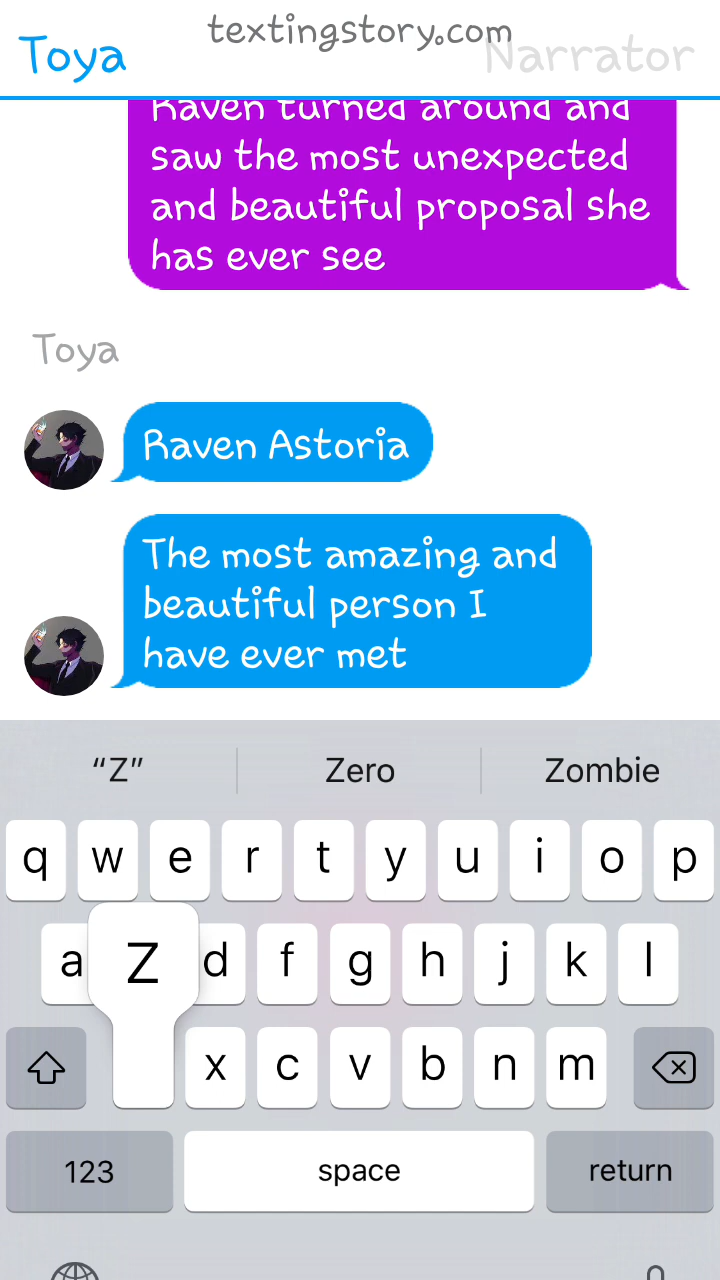 textingstory.com
Toya
Narrator
Raven turned around and
saw the most unexpected
and beautiful proposal she
has ever see
Toya
Raven Astoria
The most amazing and
beautiful person I
have ever met
“Z”
Zero
Zombie
q w e r t y u i o p
a Z d f g h j k l
x c v b n m
123
space
return